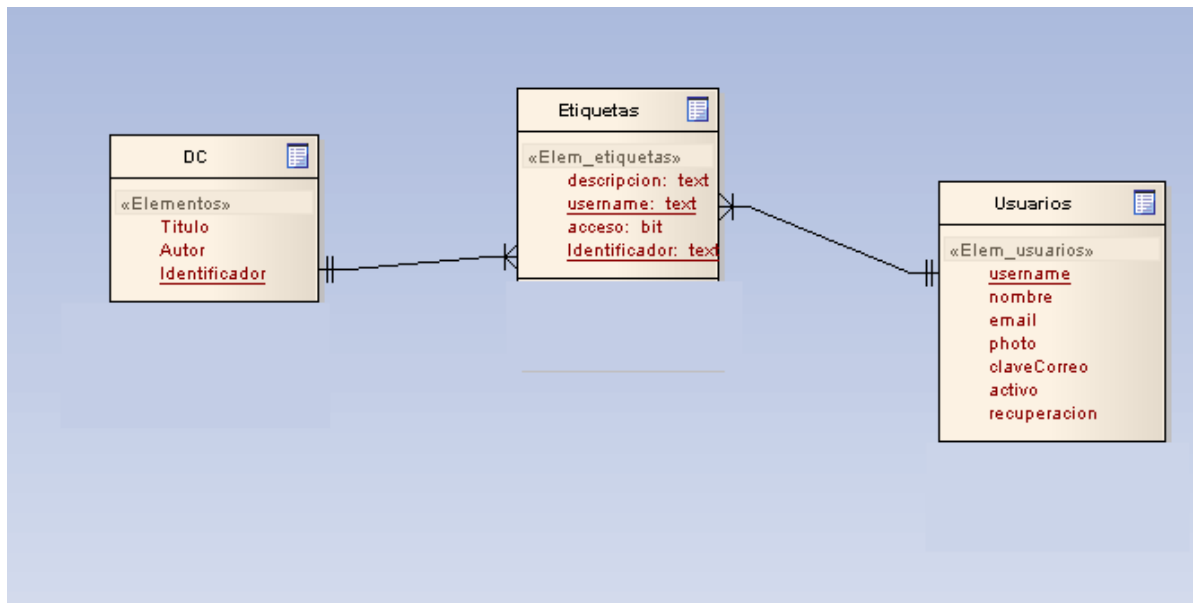 DC
«Elementos»
Titulo
Autor
Identificador
Etiquetas
«Elem_etiquetas»
descripcion: text
username: text
acceso: bit
Identificador: text
Usuarios
«Elem_usuarios»
username
nombre
email
photo
claveCorreo
activo
recuperacion